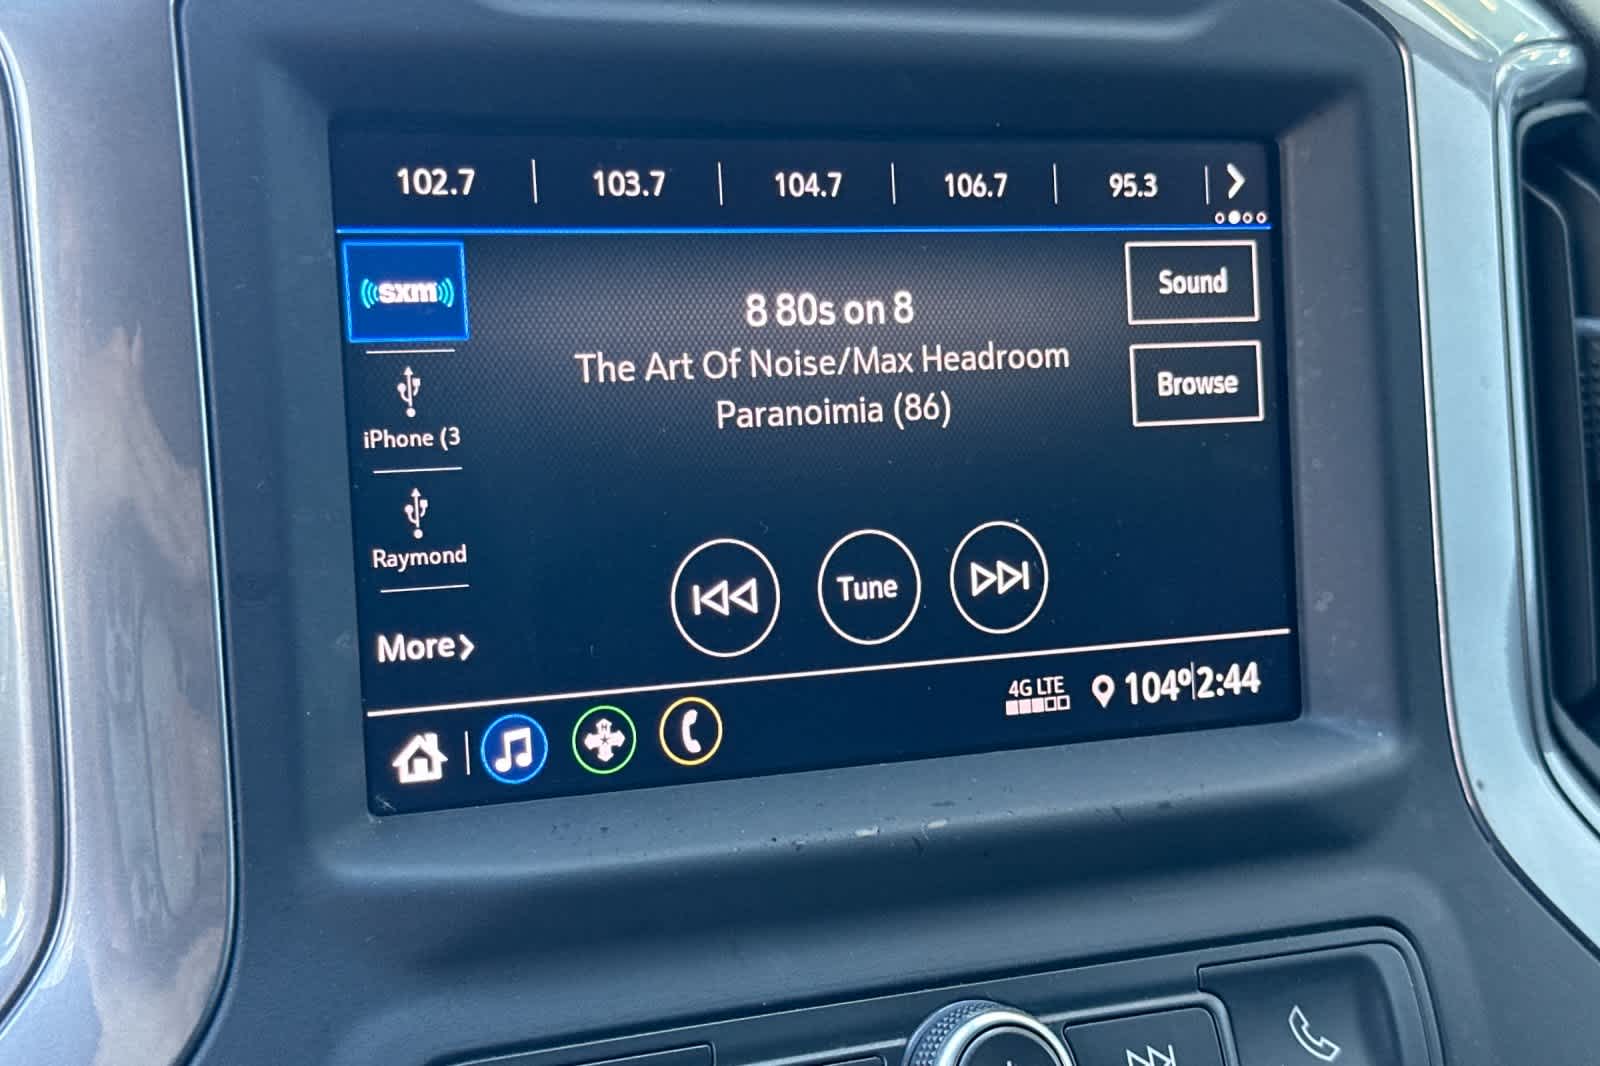 102.7 | 103.7 | 104.7 | 106.7 | 95.3
sxm
8 80s on 8
The Art Of Noise/Max Headroom
Paranoimia (86)
Sound
Browse
iPhone (3
Raymond
More
Tune
4G LTE
104º 2:44